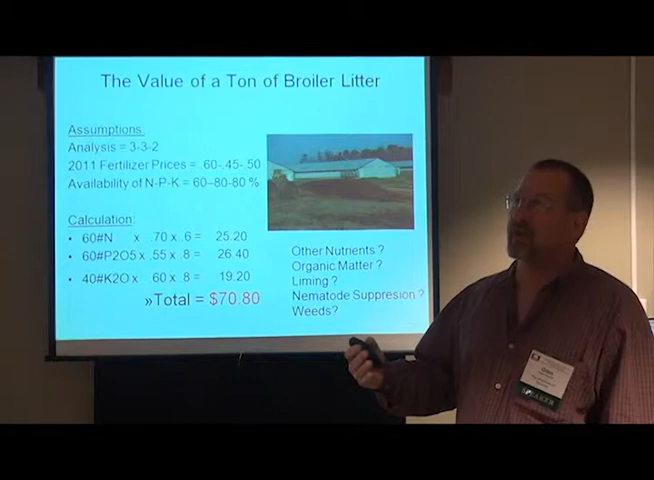 The Value of a Ton of Broiler Litter
Assumptions:
Analysis = 3-3-2
2011 Fertilizer Prices = .60-.45-.50
Availability of N-P-K = 60–80-80 %
Calculation:
• 60#N x .70 x .6 = 25.20
• 60#P2O5 x .55 x .8 = 26.40
• 40#K2O x .60 x .8 = 19.20
»Total = $70.80
Other Nutrients ?
Organic Matter ?
Liming ?
Nematode Suppresion ?
Weeds?
Glen
SPEAKER